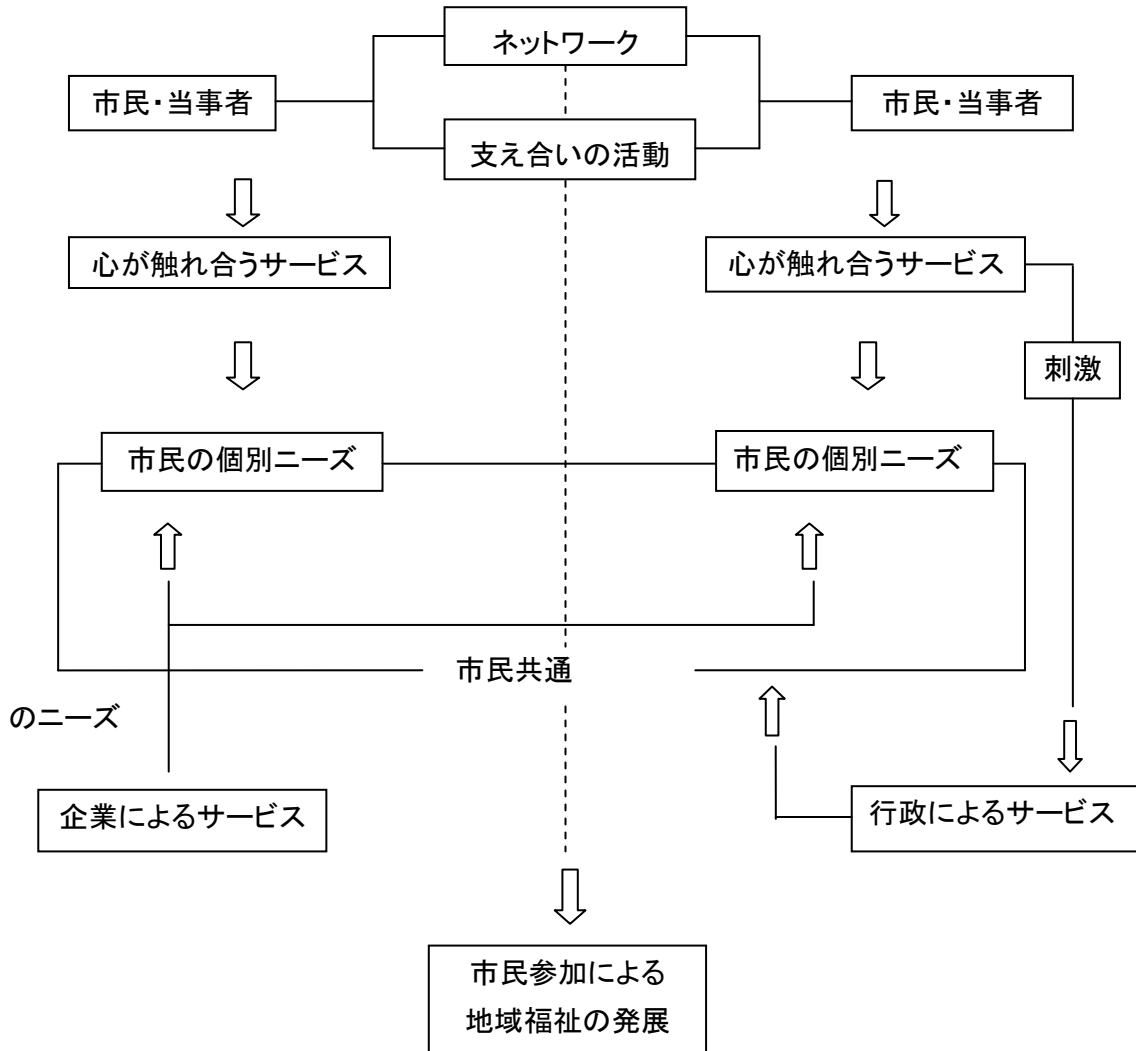 ネットワーク
市民・当事者
市民・当事者
支え合いの活動
心が触れ合うサービス
心が触れ合うサービス
刺激
市民の個別ニーズ
市民の個別ニーズ
市民共通
のニーズ
企業によるサービス
行政によるサービス
市民参加による
地域福祉の発展